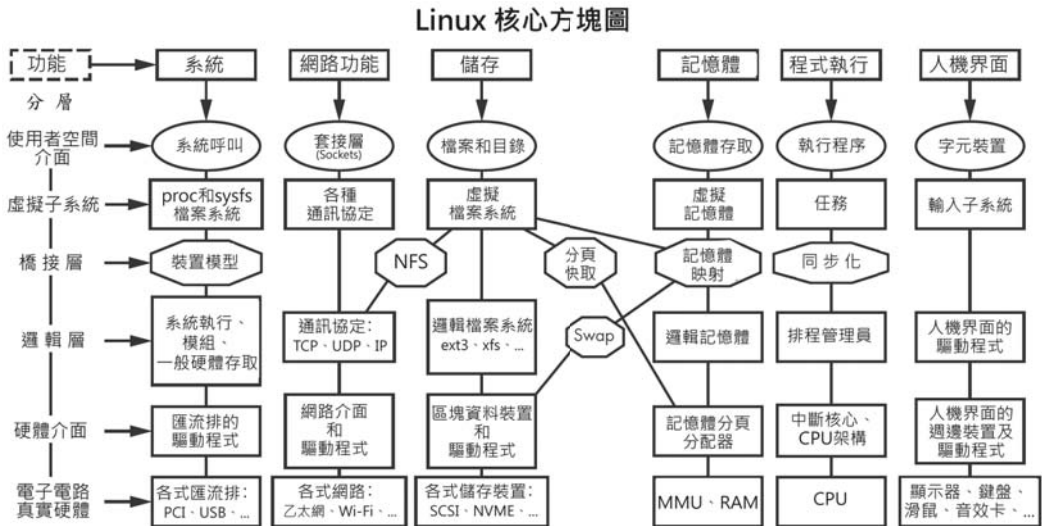 Linux 核心方塊圖
功能
系統
網路功能
儲存
記憶體
程式執行
人機界面
分 層
使用者空間
介面
系統呼叫
套接層
(Sockets)
檔案和目錄
記憶體存取
執行程序
字元裝置
虛擬子系統
proc和sysfs
檔案系統
各種
通訊協定
虛擬
檔案系統
虛擬
記憶體
任務
輸入子系統
橋接層
裝置模型
NFS
分頁
快取
記憶體
映射
同步化
邏輯層
系統執行、
模組、
一般硬體存取
通訊協定:
TCP、UDP、IP
邏輯檔案系統
ext3、xfs、...
Swap
邏輯記憶體
排程管理員
人機界面的
驅動程式
硬體介面
匯流排的
驅動程式
網路介面
和
驅動程式
區塊資料裝置
和
驅動程式
記憶體分頁
分配器
中斷核心、
CPU架構
人機界面的
週邊裝置及
驅動程式
電子電路
真實硬體
各式匯流排:
PCI、USB、...
各式網路:
乙太網、Wi-Fi、...
各式儲存裝置:
SCSI、NVME、...
MMU、RAM
CPU
顯示器、鍵盤、
滑鼠、音效卡、...